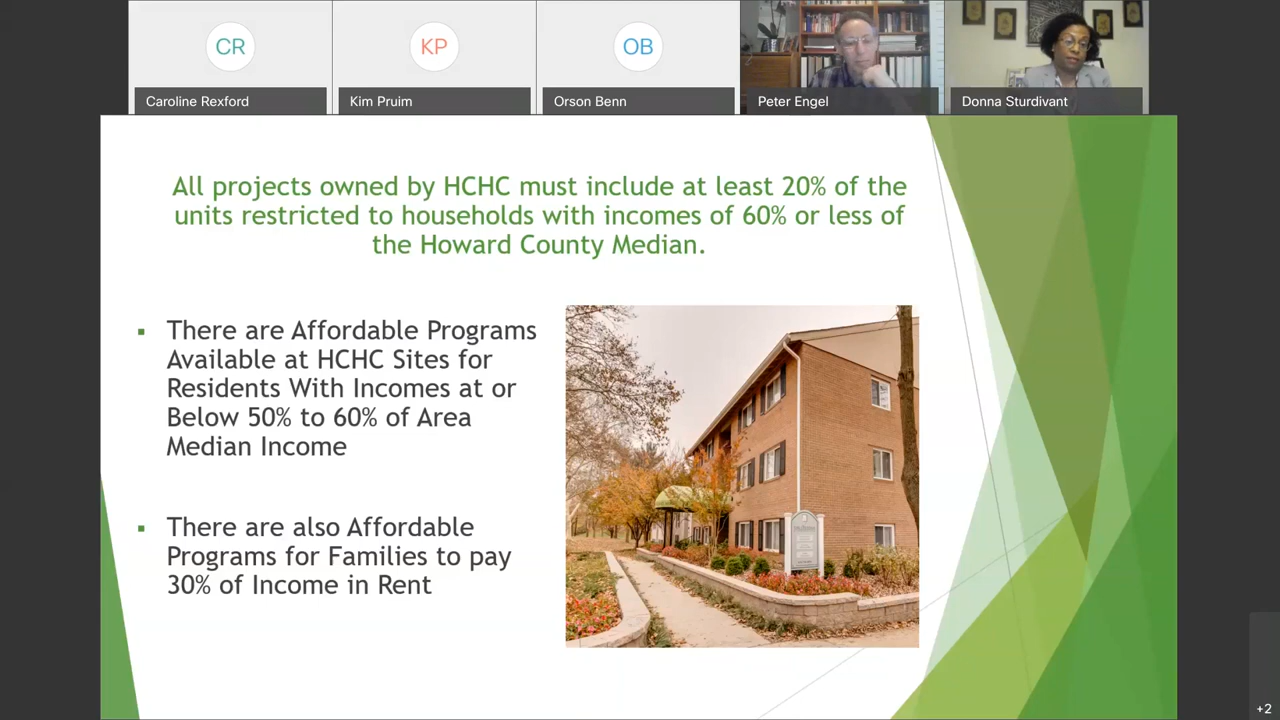 CR
KP
OB
Caroline Rexford
Kim Pruim
Orson Benn
Peter Engel
Donna Sturdivant
All projects owned by HCHC must include at least 20% of the
units restricted to households with incomes of 60% or less of
the Howard County Median.
There are Affordable Programs
Available at HCHC Sites for
Residents With Incomes at or
Below 50% to 60% of Area
Median Income
There are also Affordable
Programs for Families to pay
30% of Income in Rent
+2